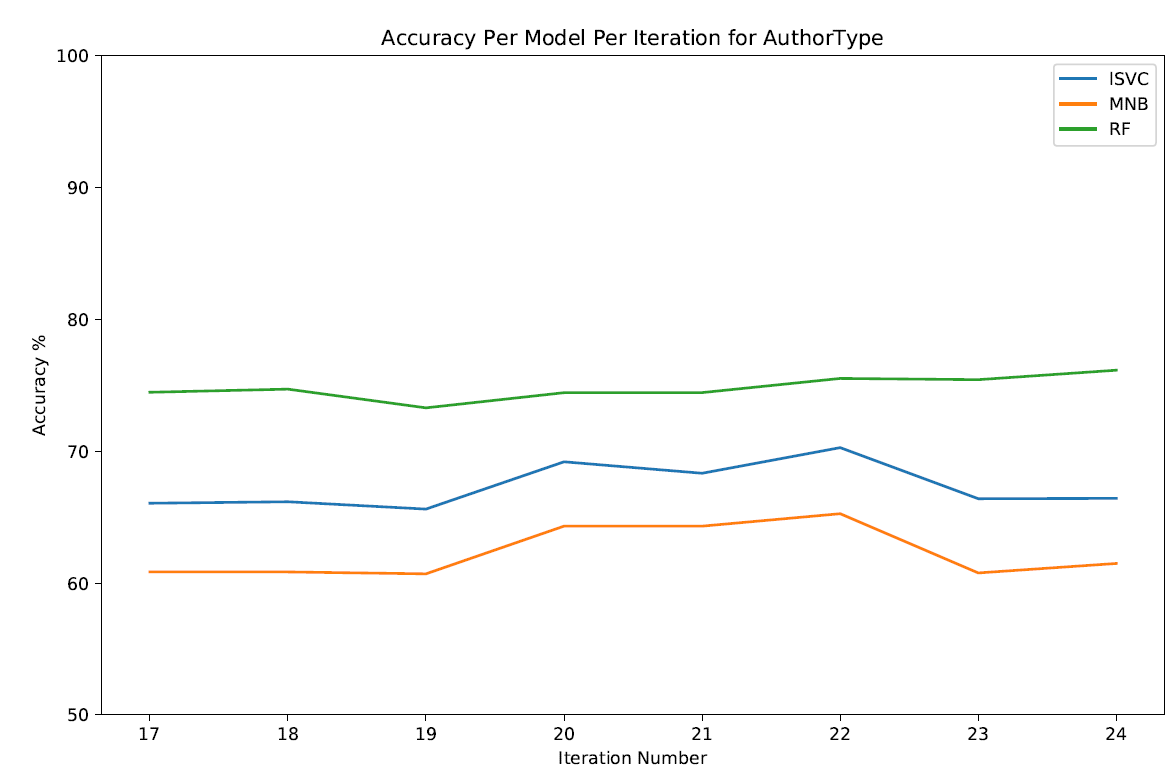 Accuracy Per Model Per Iteration for AuthorType
100
90
80
70
60
50
Accuracy %
lSVC
MNB
RF
17 18 19 20 21 22 23 24
Iteration Number